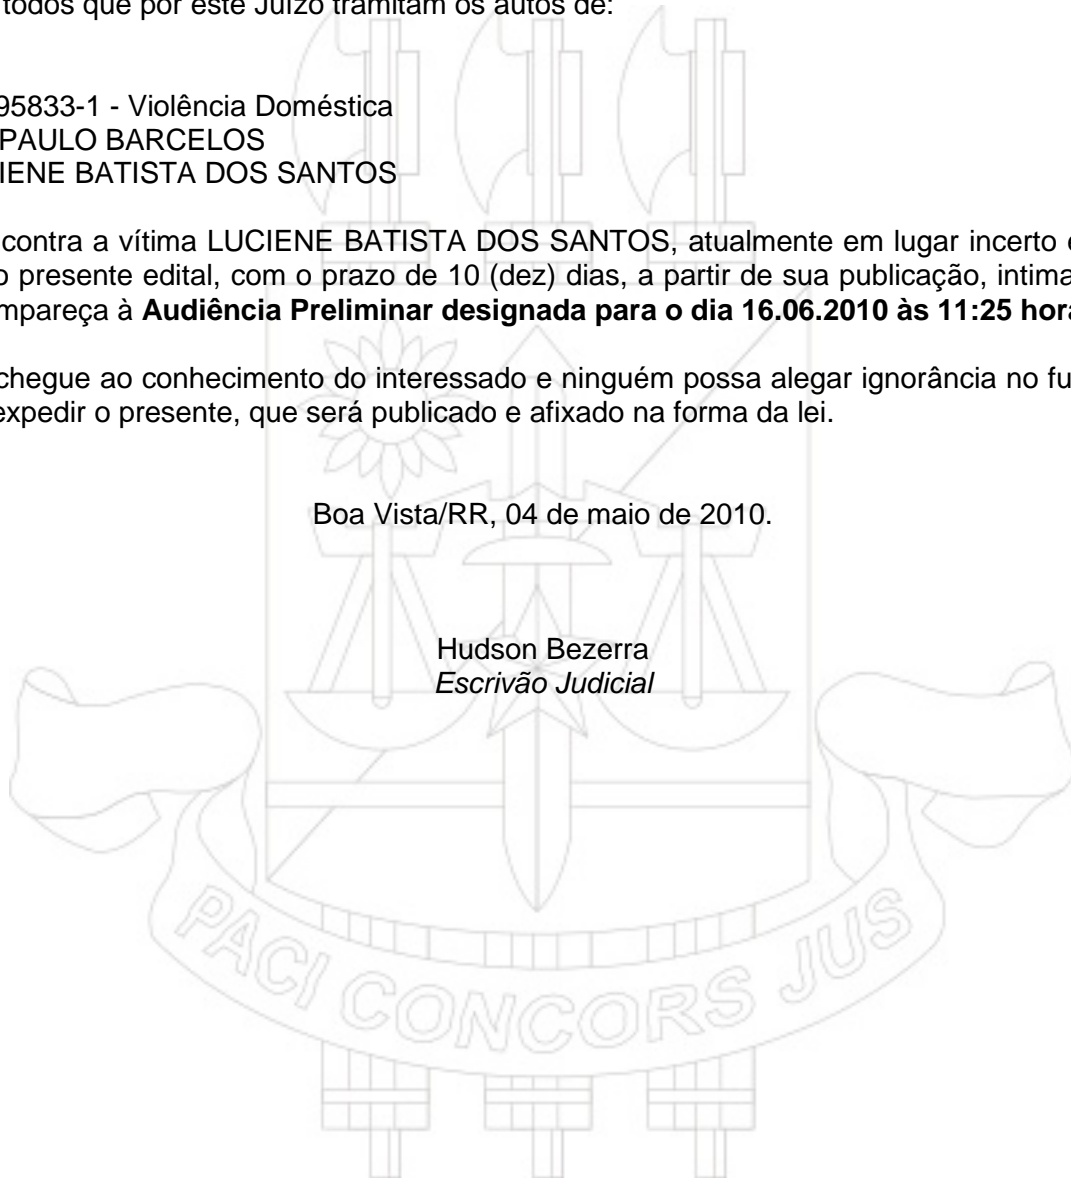 todos que por este Juízo tramitam os autos de:
95833-1 - Violência Doméstica
PAULO BARCELOS
IENE BATISTA DOS SANTOS
contra a vítima LUCIENE BATISTA DOS SANTOS, atualmente em lugar incerto
o presente edital, com o prazo de 10 (dez) dias, a partir de sua publicação, intima
mpareça à Audiência Preliminar designada para o dia 16.06.2010 às 11:25 hora
chegue ao conhecimento do interessado e ninguém possa alegar ignorância no fu
expedir o presente, que será publicado e afixado na forma da lei.
Boa Vista/RR, 04 de maio de 2010.
Hudson Bezerra
Escrivão Judicial
PACI CONCORS JUS